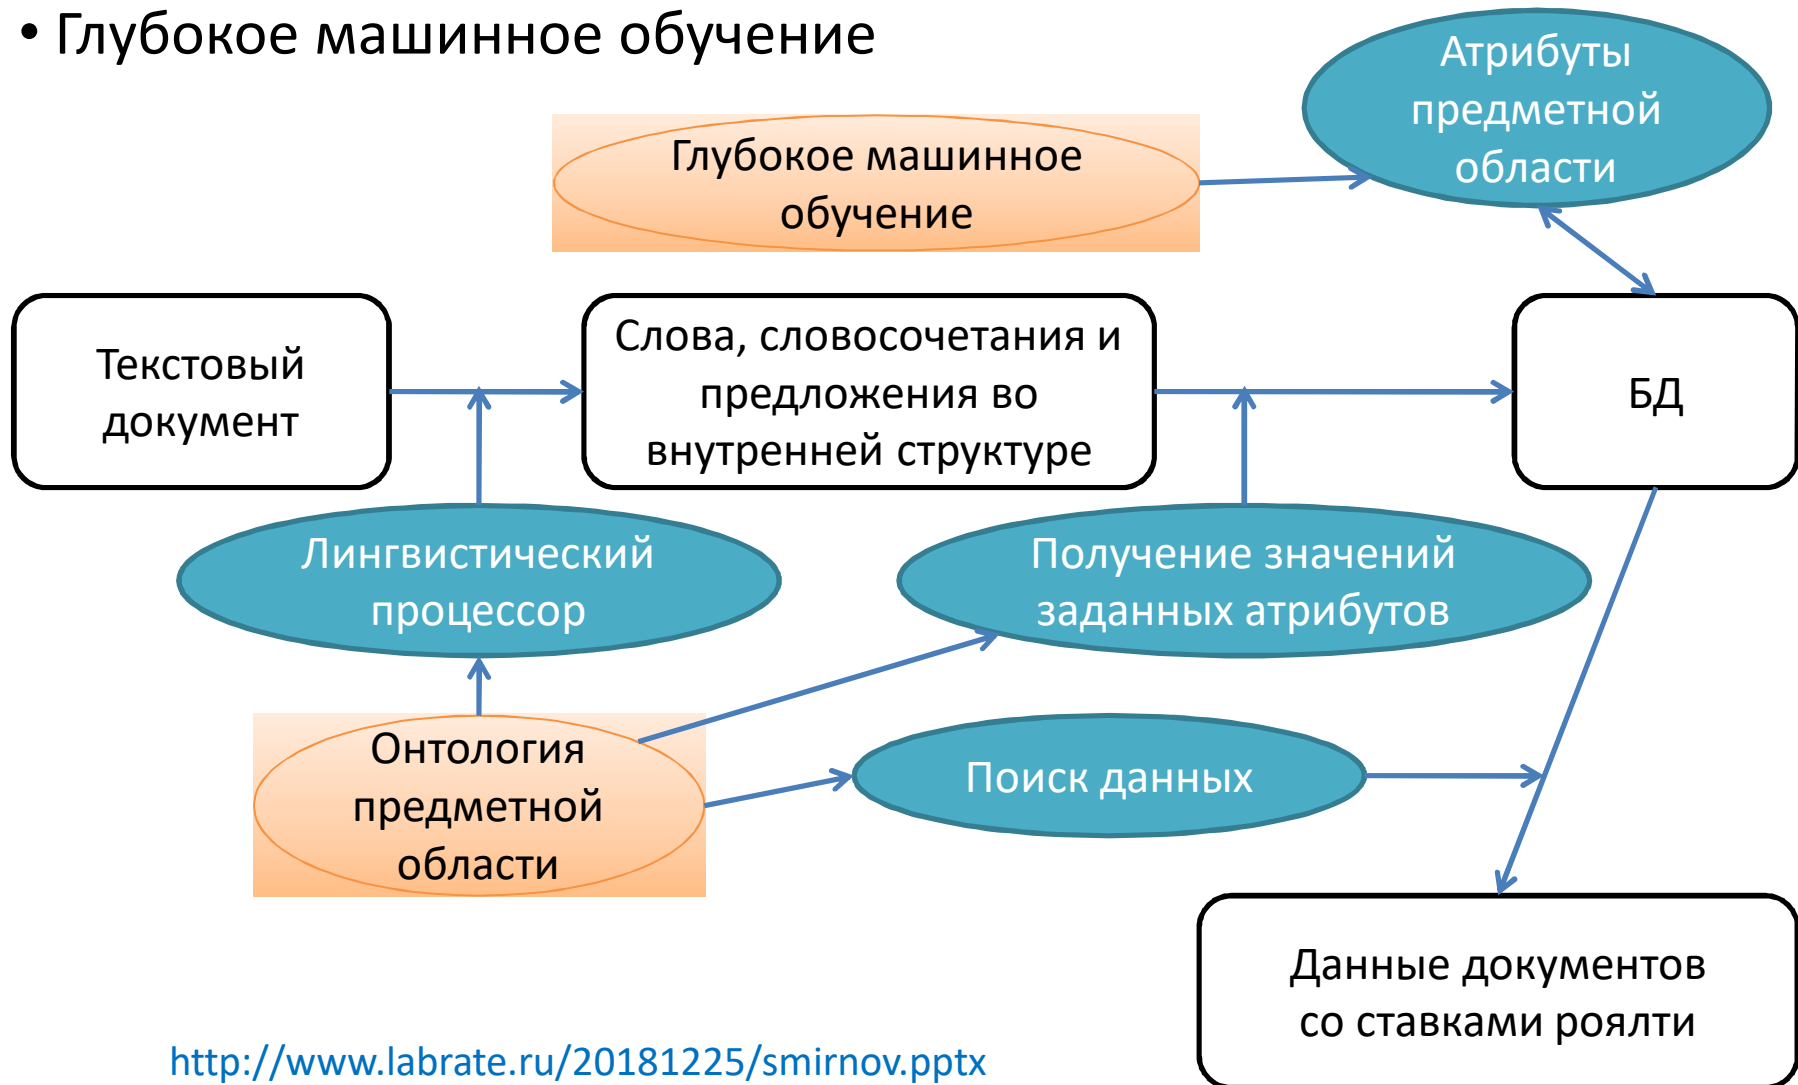 • Глубокое машинное обучение
Атрибуты
предметной
области
Глубокое машинное
обучение
Текстовый
документ
Слова, словосочетания и
предложения во
внутренней структуре
БД
Лингвистический
процессор
Получение значений
заданных атрибутов
Онтология
предметной
области
Поиск данных
Данные документов
со ставками роялти
http://www.labrate.ru/20181225/smirnov.pptx